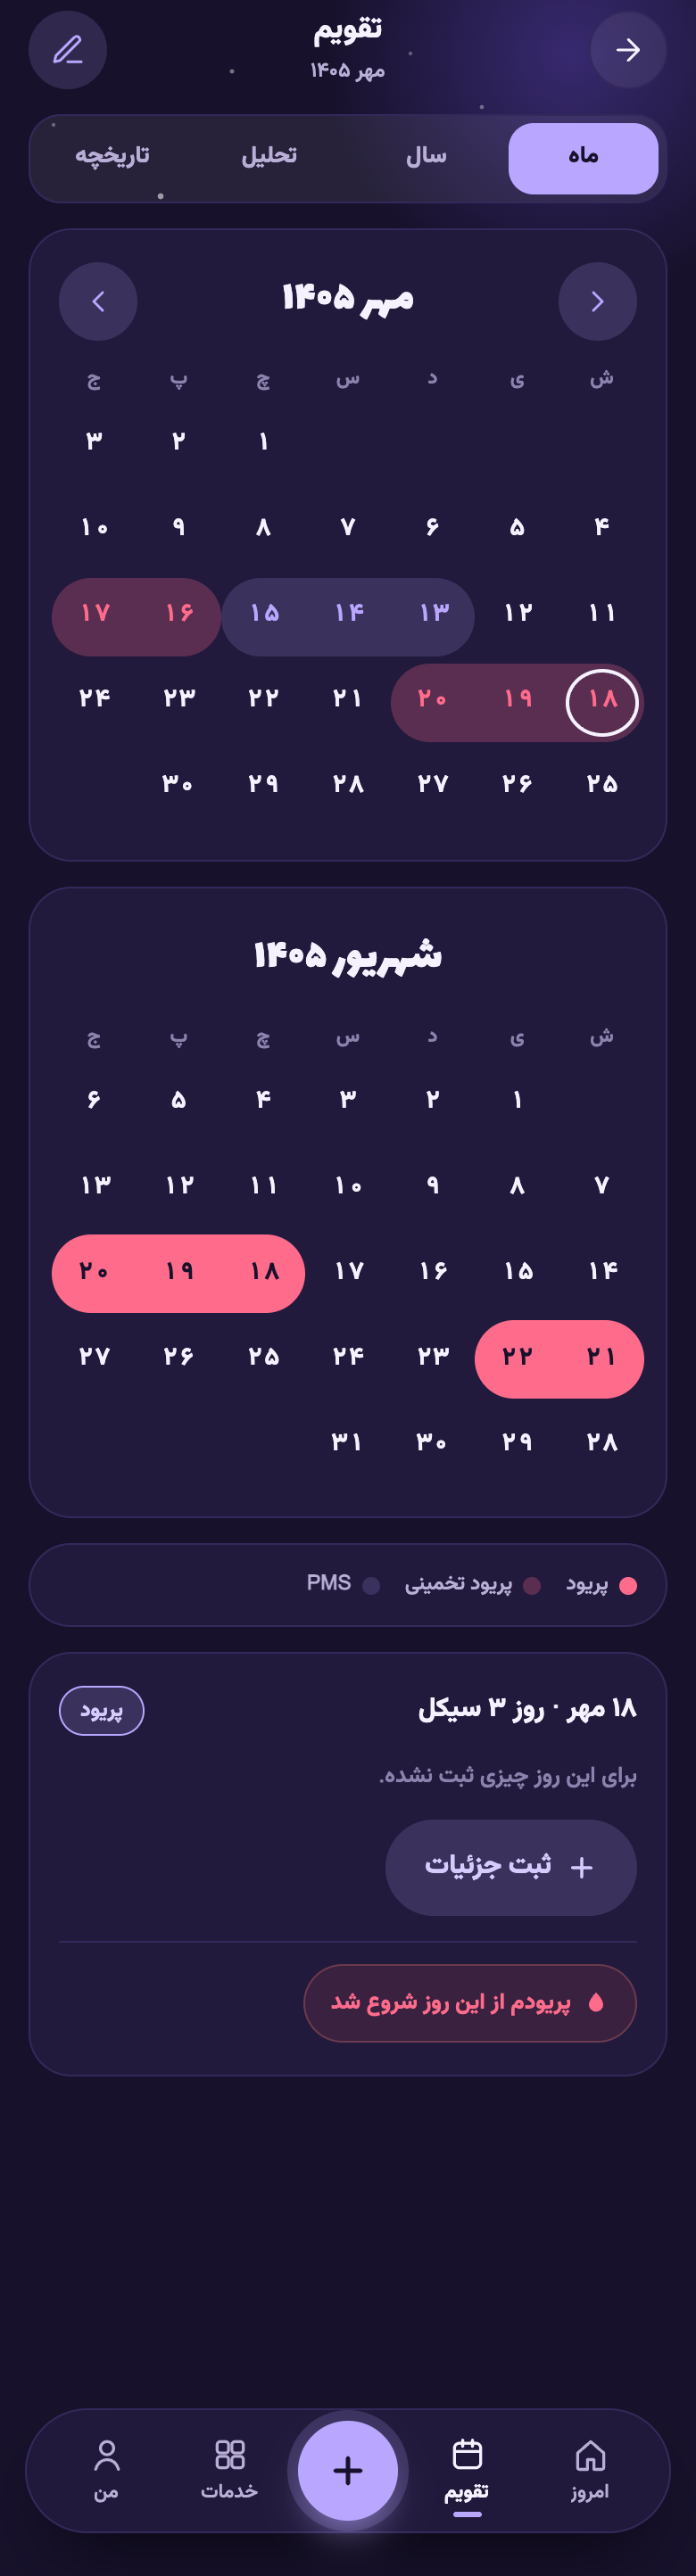 تقویم
مهر ۱۴۰۵
ماه سال تحلیل تاریخچه
مهر ۱۴۰۵
ش ی د س چ پ ج
۱ ۲ ۳
۴ ۵ ۶ ۷ ۸ ۹ ۱۰
۱۱ ۱۲ ۱۳ ۱۴ ۱۵ ۱۶ ۱۷
۱۸ ۱۹ ۲۰ ۲۱ ۲۲ ۲۳ ۲۴
۲۵ ۲۶ ۲۷ ۲۸ ۲۹ ۳۰
شهریور ۱۴۰۵
ش ی د س چ پ ج
۱ ۲ ۳ ۴ ۵ ۶
۷ ۸ ۹ ۱۰ ۱۱ ۱۲ ۱۳
۱۴ ۱۵ ۱۶ ۱۷ ۱۸ ۱۹ ۲۰
۲۱ ۲۲ ۲۳ ۲۴ ۲۵ ۲۶ ۲۷
۲۸ ۲۹ ۳۰ ۳۱
پریود پریود تخمینی PMS
۱۸ مهر · روز ۳ سیکل پریود
برای این روز چیزی ثبت نشده.
ثبت جزئیات
پریودم از این روز شروع شد
امروز تقویم خدمات من